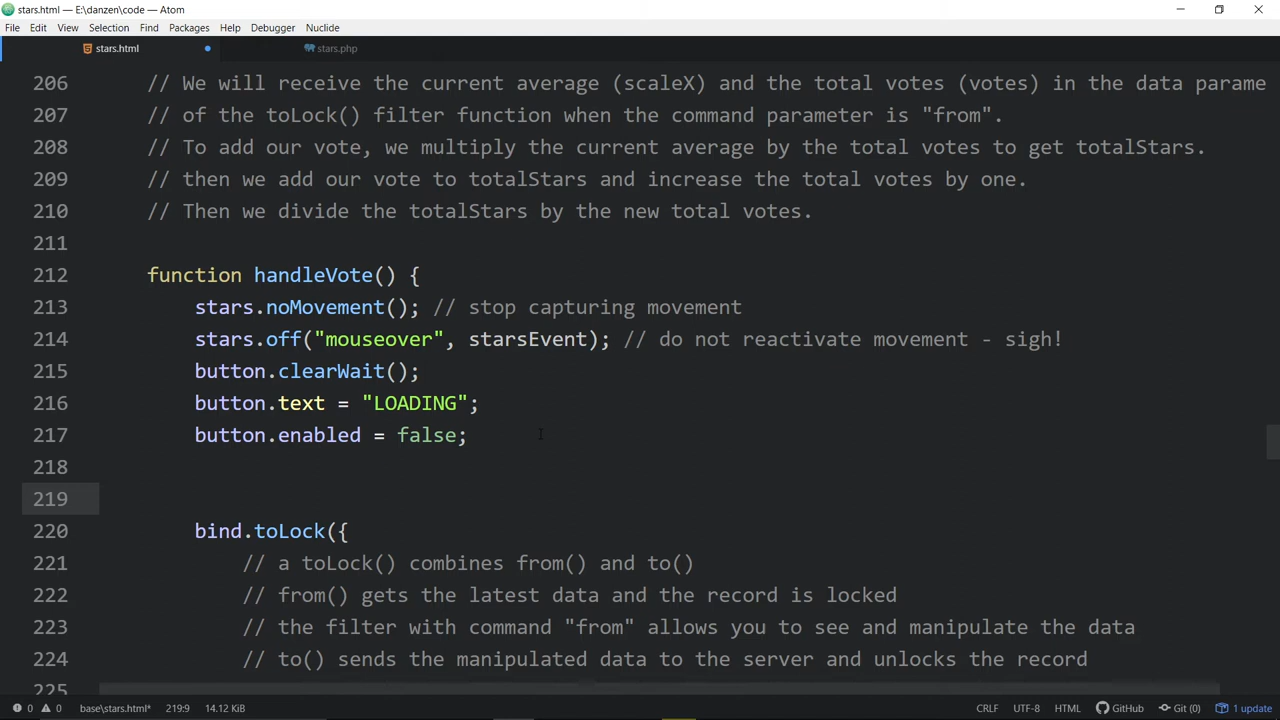 stars.html — E:\danzen\code — Atom
File Edit View Selection Find Packages Help Debugger Nuclide
stars.html stars.php
206 // We will receive the current average (scaleX) and the total votes (votes) in the data parame
207 // of the toLock() filter function when the command parameter is "from".
208 // To add our vote, we multiply the current average by the total votes to get totalStars.
209 // then we add our vote to totalStars and increase the total votes by one.
210 // Then we divide the totalStars by the new total votes.
211
212 function handleVote() {
213 stars.noMovement(); // stop capturing movement
214 stars.off("mouseover", starsEvent); // do not reactivate movement - sigh!
215 button.clearWait();
216 button.text = "LOADING";
217 button.enabled = false;
218
219
220 bind.toLock({
221 // a toLock() combines from() and to()
222 // from() gets the latest data and the record is locked
223 // the filter with command "from" allows you to see and manipulate the data
224 // to() sends the manipulated data to the server and unlocks the record
225
0 0 base\stars.html* 219:9 14.12 KiB CRLF UTF-8 HTML GitHub Git (0) 1 update